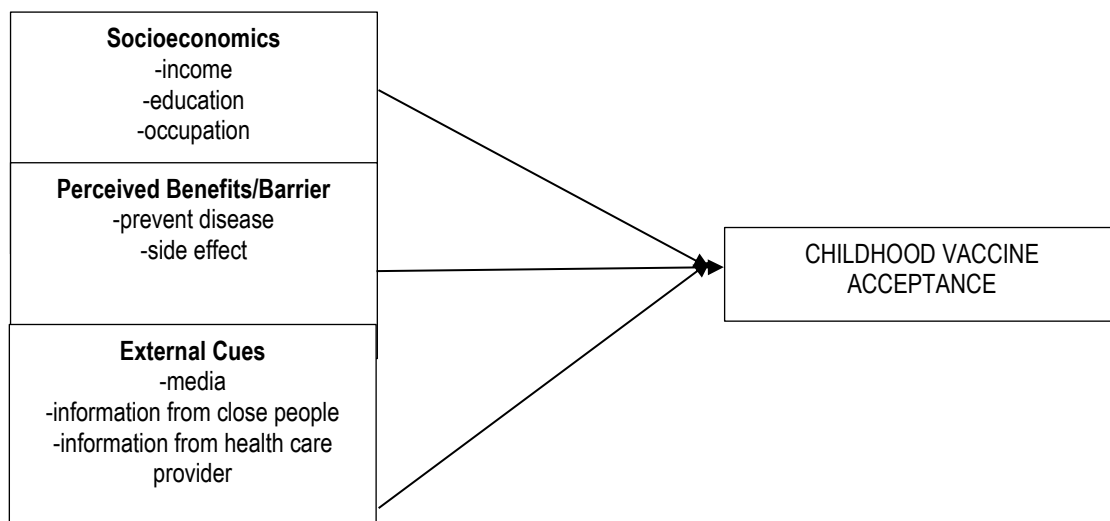 Socioeconomics
-income
-education
-occupation
Perceived Benefits/Barrier
-prevent disease
-side effect
External Cues
-media
-information from close people
-information from health care
provider
CHILDHOOD VACCINE
ACCEPTANCE